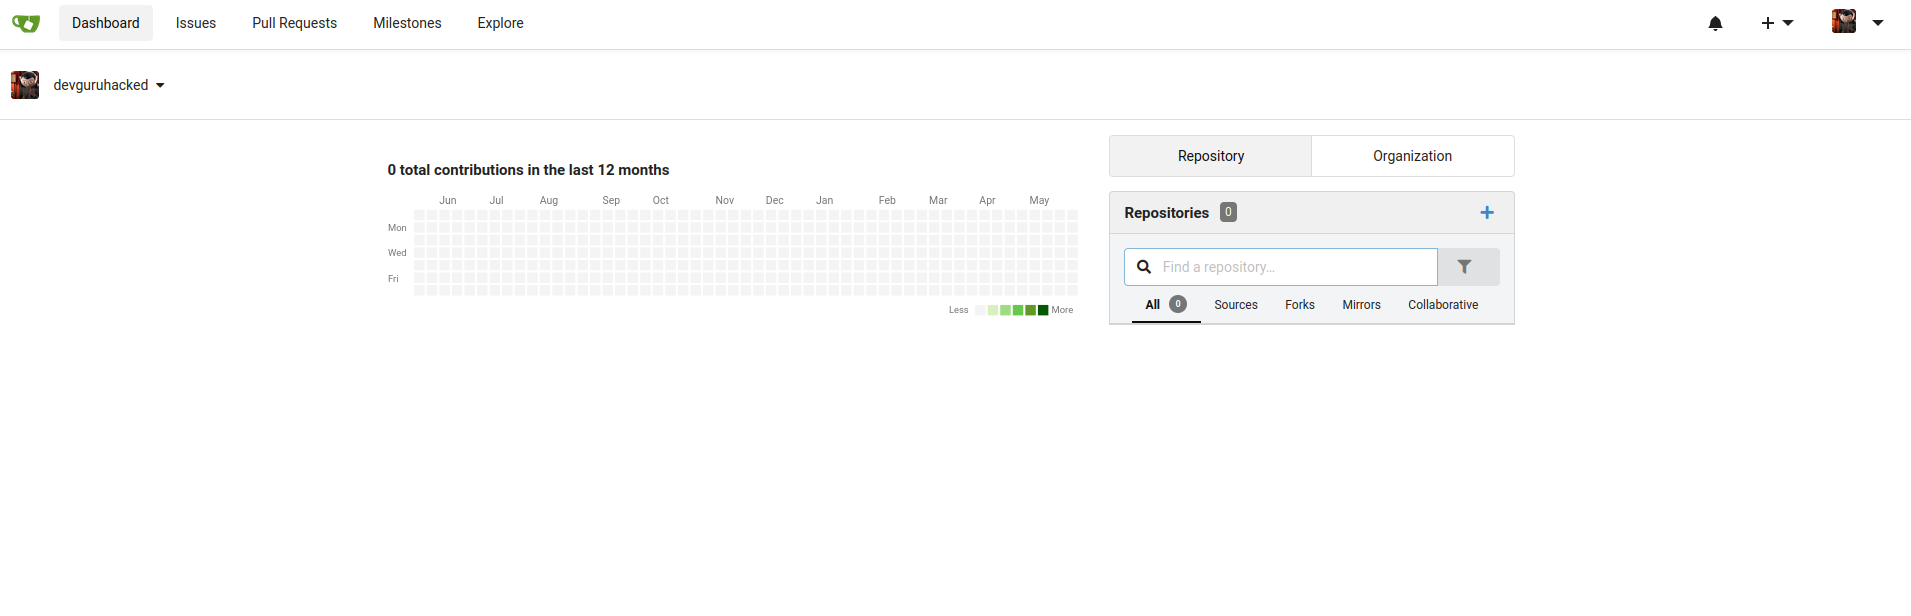 Dashboard Issues Pull Requests Milestones Explore
devguruhacked
0 total contributions in the last 12 months
Jun Jul Aug Sep Oct Nov Dec Jan Feb Mar Apr May
Mon
Wed
Fri
Less More
Repository Organization
Repositories 0
Find a repository...
All 0 Sources Forks Mirrors Collaborative